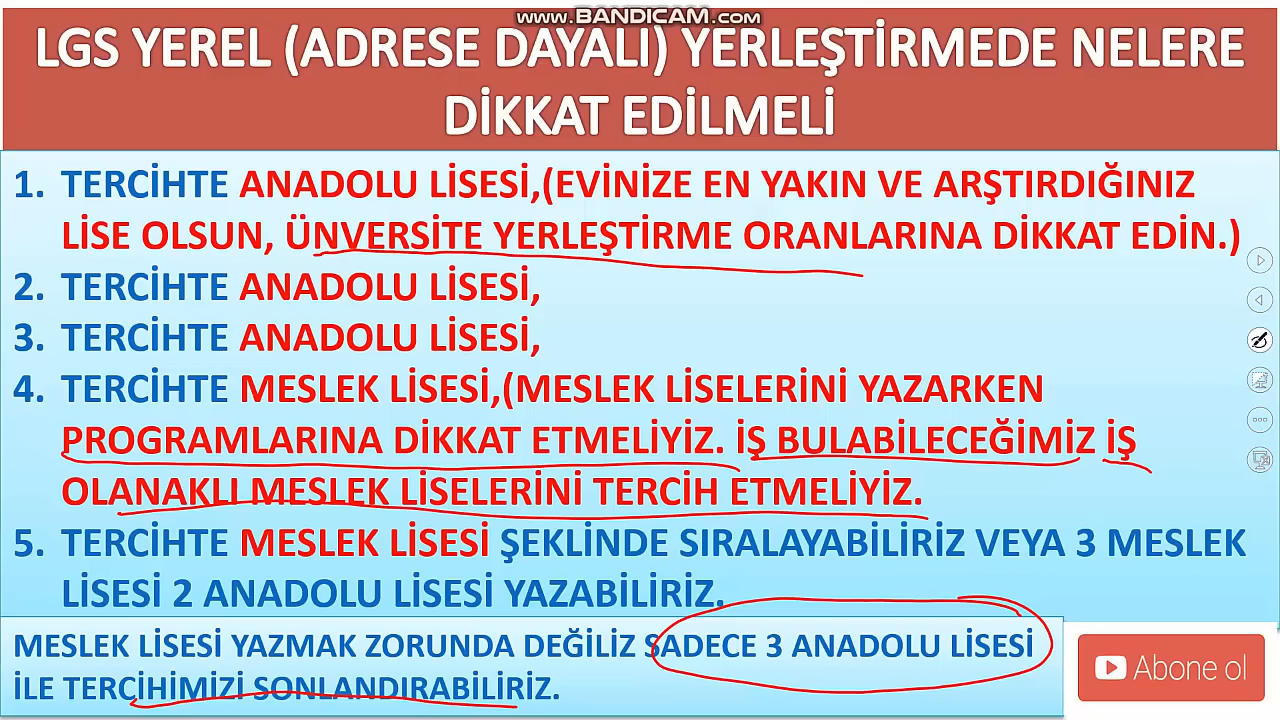 www.BANDICAM.com
LGS YEREL (ADRESE DAYALI) YERLEŞTİRMEDE NELERE
DİKKAT EDİLMELİ
1. TERCİHTE ANADOLU LİSESİ,(EVİNİZE EN YAKIN VE ARŞTIRDIĞINIZ
LİSE OLSUN, ÜNVERSİTE YERLEŞTİRME ORANLARINA DİKKAT EDİN.)
2. TERCİHTE ANADOLU LİSESİ,
3. TERCİHTE ANADOLU LİSESİ,
4. TERCİHTE MESLEK LİSESİ,(MESLEK LİSELERİNİ YAZARKEN
PROGRAMLARINA DİKKAT ETMELİYİZ. İŞ BULABİLECEĞİMİZ İŞ
OLANAKLI MESLEK LİSELERİNİ TERCİH ETMELİYİZ.
5. TERCİHTE MESLEK LİSESİ ŞEKLİNDE SIRALAYABİLİRİZ VEYA 3 MESLEK
LİSESİ 2 ANADOLU LİSESİ YAZABİLİRİZ.
MESLEK LİSESİ YAZMAK ZORUNDA DEĞİLİZ SADECE 3 ANADOLU LİSESİ
İLE TERCİHİMİZİ SONLANDIRABİLİRİZ.
Abone ol